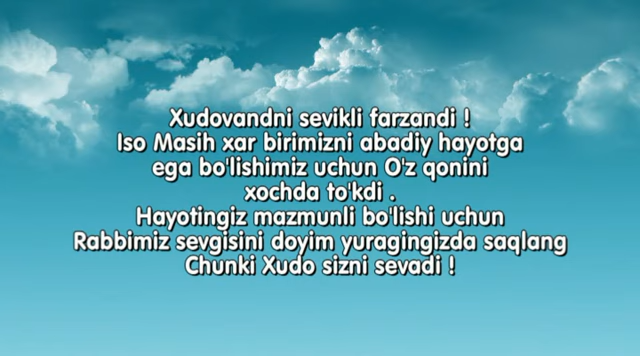 Xudovandni sevikli farzandi !
Iso Masih xar birimizni abadiy hayotga
ega bo'lishimiz uchun O'z qonini
xochda to'kdi .
Hayotingiz mazmunli bo'lishi uchun
Rabbimiz sevgisini doyim yuragingizda saqlang
Chunki Xudo sizni sevadi !